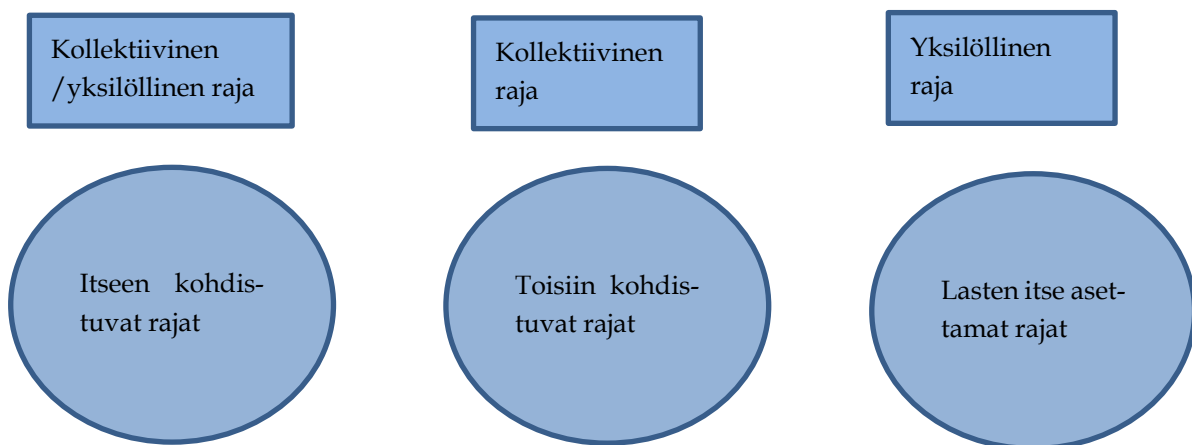 Kollektiivinen
/yksilöllinen raja
Kollektiivinen
raja
Yksilöllinen
raja
Itseen kohdis-
tuvat rajat
Toisiin kohdis-
tuvat rajat
Lasten itse aset-
tamat rajat